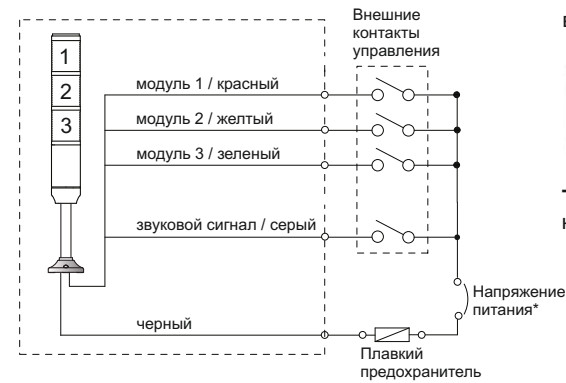 Внешние
контакты
управления
1
2
3
модуль 1 / красный
модуль 2 / желтый
модуль 3 / зеленый
звуковой сигнал / серый
Напряжение
питания*
черный
Плавкий
предохранитель